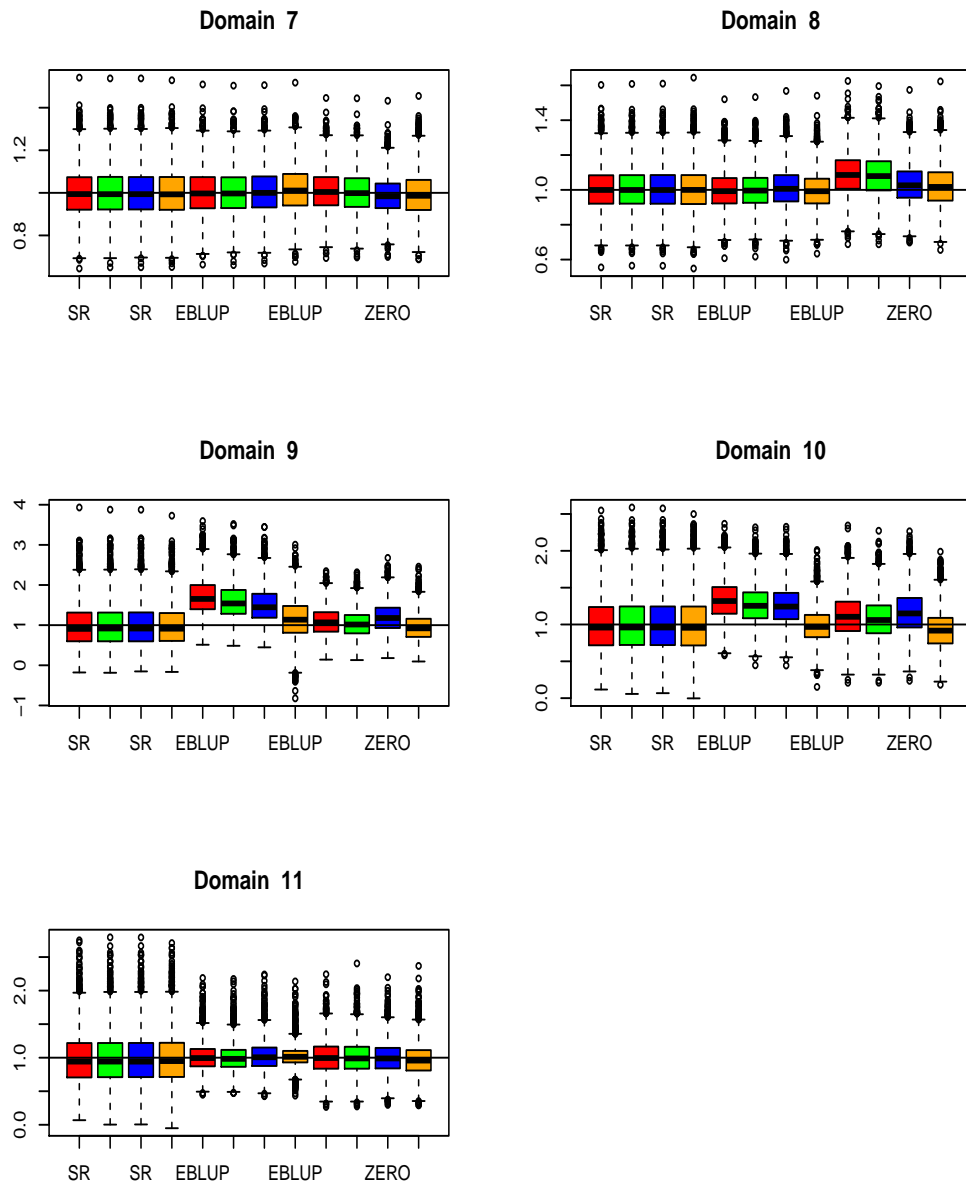 Domain 7
1.2
0.8
SR SR EBLUP EBLUP ZERO
Domain 8
1.4
1.0
0.6
SR SR EBLUP EBLUP ZERO
Domain 9
4
3
2
1
0
−1
SR SR EBLUP EBLUP ZERO
Domain 10
2.0
1.0
0.0
SR SR EBLUP EBLUP ZERO
Domain 11
2.0
1.0
0.0
SR SR EBLUP EBLUP ZERO